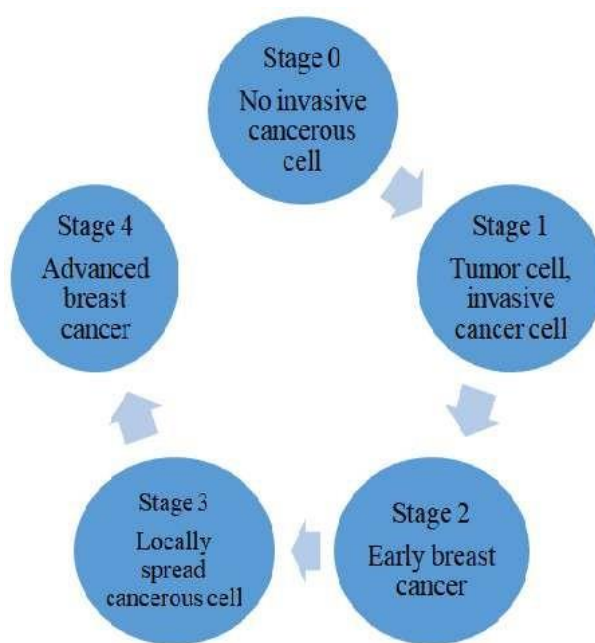 Stage 0
No invasive
cancerous
cell
Stage 1
Tumor cell,
invasive
cancer cell
Stage 2
Early breast
cancer
Stage 3
Locally
spread
cancerous cell
Stage 4
Advanced
breast
cancer